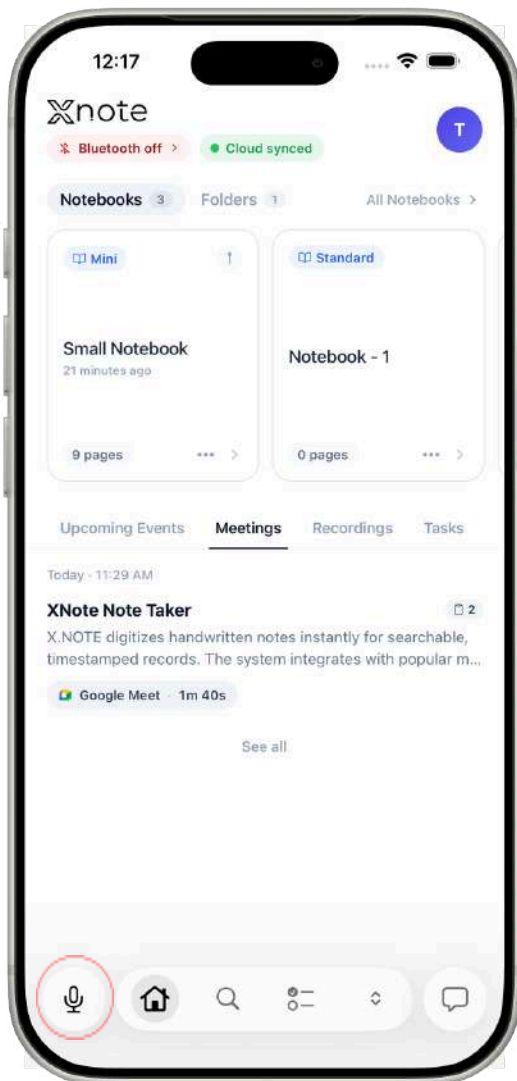 12:17
Xnote
T
Bluetooth off >
Cloud synced
Notebooks 3
Folders 1
All Notebooks >
Mini
Standard
Small Notebook
21 minutes ago
Notebook - 1
9 pages
0 pages
Upcoming Events
Meetings
Recordings
Tasks
Today - 11:29 AM
XNote Note Taker
2
X.NOTE digitizes handwritten notes instantly for searchable,
timestamped records. The system integrates with popular m...
Google Meet · 1m 40s
See all